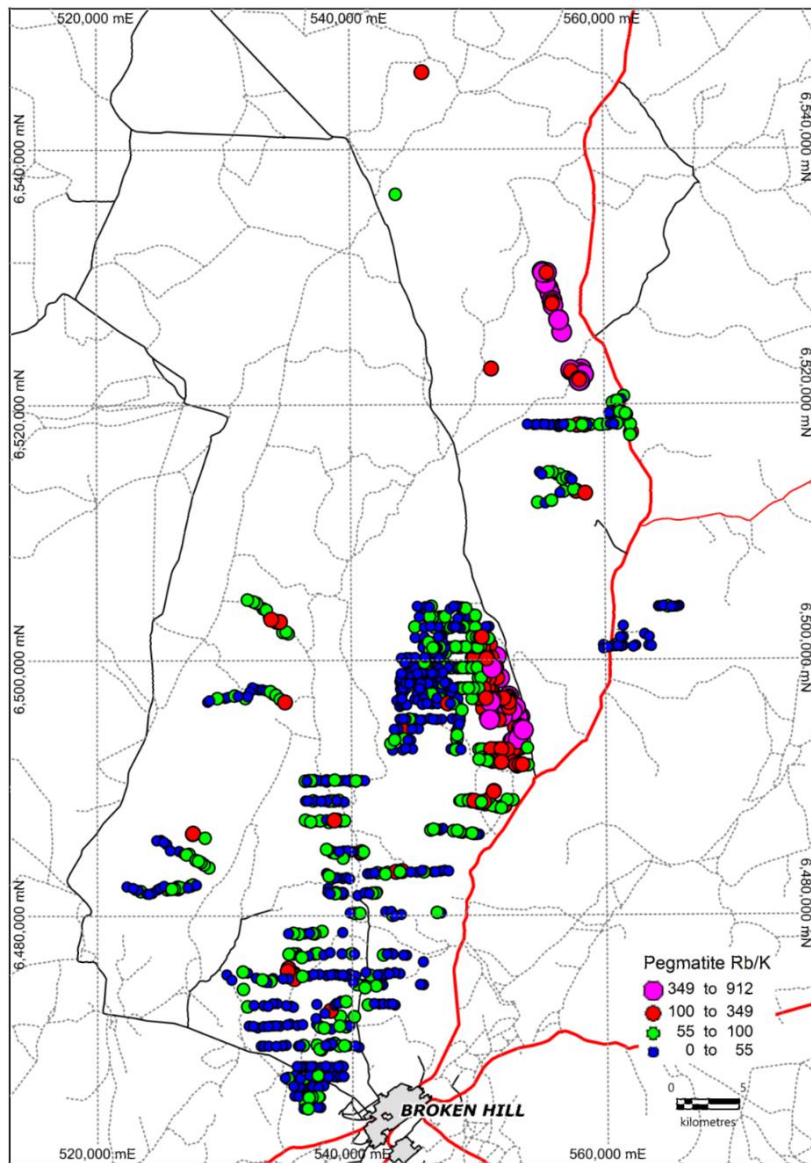 520,000 mE
540,000 mE
560,000 mE
6,540,000 mN
6,540,000 mN
6,520,000 mN
6,520,000 mN
6,500,000 mN
6,500,000 mN
6,480,000 mN
6,480,000 mN
Pegmatite Rb/K
349 to 912
100 to 349
55 to 100
0 to 55
0 5
kilometres
BROKEN HILL
520,000 mE
540,000 mE
560,000 mE